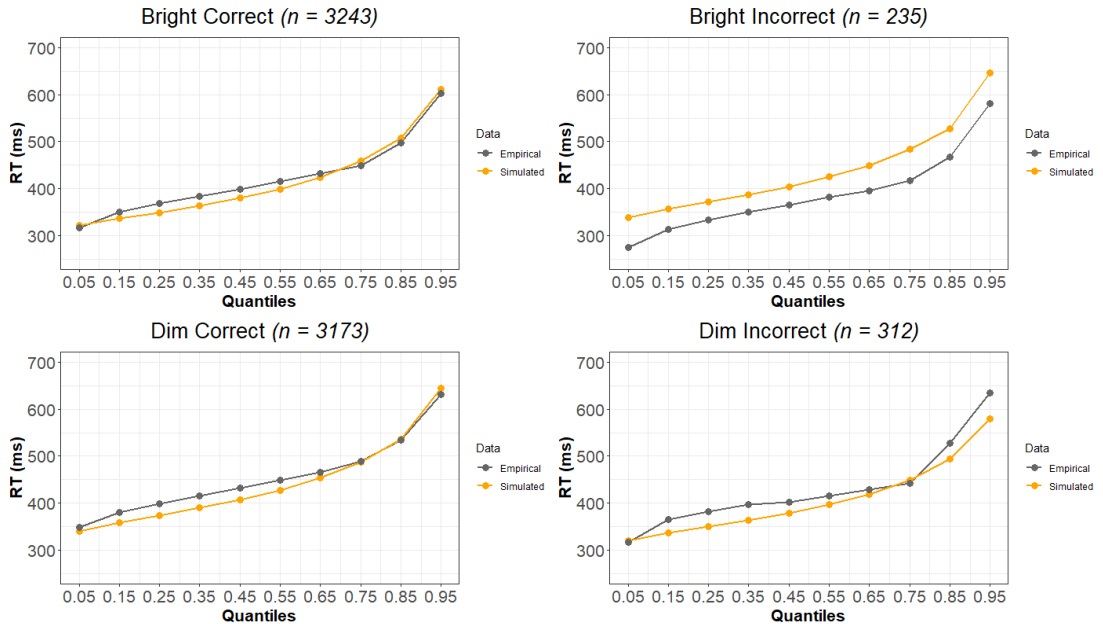 Bright Correct (n = 3243)
RT (ms)
700
600
500
400
300
0.05 0.15 0.25 0.35 0.45 0.55 0.65 0.75 0.85 0.95
Quantiles
Data
Empirical
Simulated
Bright Incorrect (n = 235)
RT (ms)
700
600
500
400
300
0.05 0.15 0.25 0.35 0.45 0.55 0.65 0.75 0.85 0.95
Quantiles
Data
Empirical
Simulated
Dim Correct (n = 3173)
RT (ms)
700
600
500
400
300
0.05 0.15 0.25 0.35 0.45 0.55 0.65 0.75 0.85 0.95
Quantiles
Data
Empirical
Simulated
Dim Incorrect (n = 312)
RT (ms)
700
600
500
400
300
0.05 0.15 0.25 0.35 0.45 0.55 0.65 0.75 0.85 0.95
Quantiles
Data
Empirical
Simulated